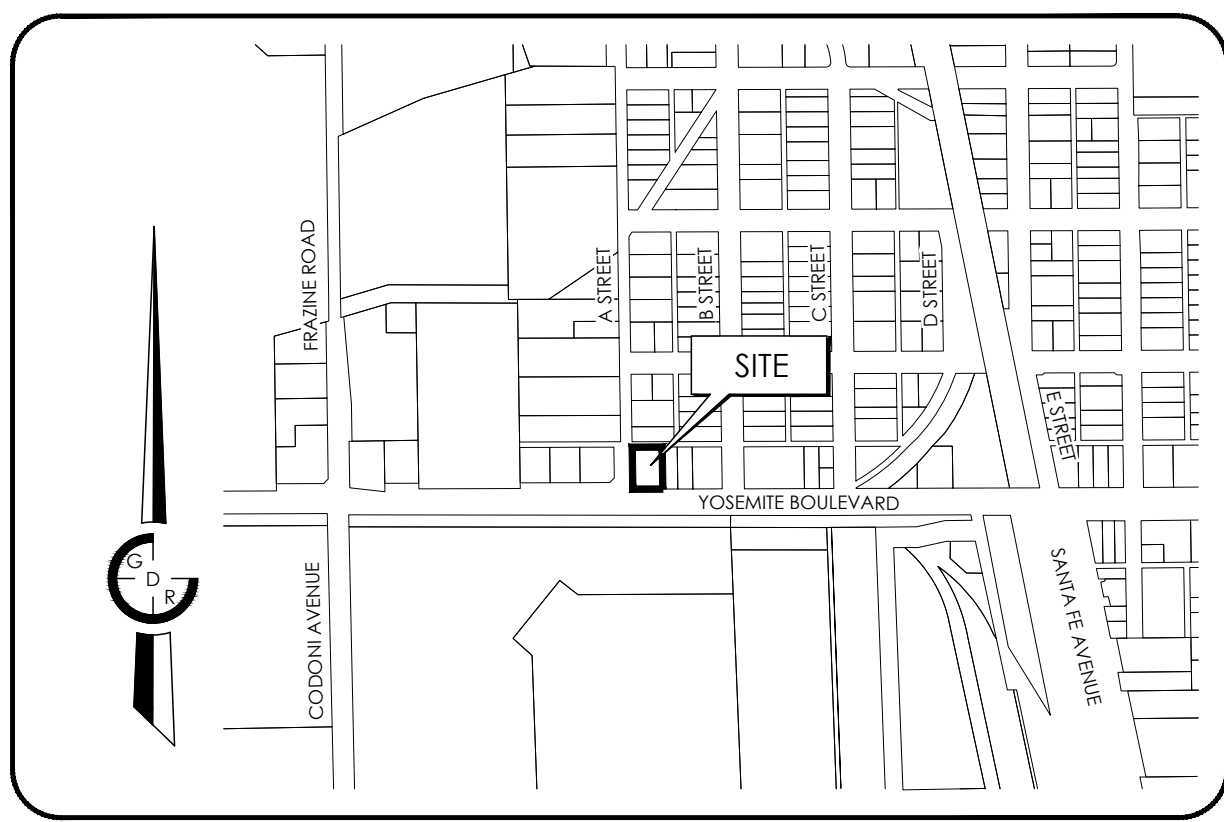 FRAZINE ROAD
A STREET
B STREET
C STREET
D STREET
SITE
E STREET
YOSEMITE BOULEVARD
G
D
R
CODONI AVENUE
SANTA FE AVENUE